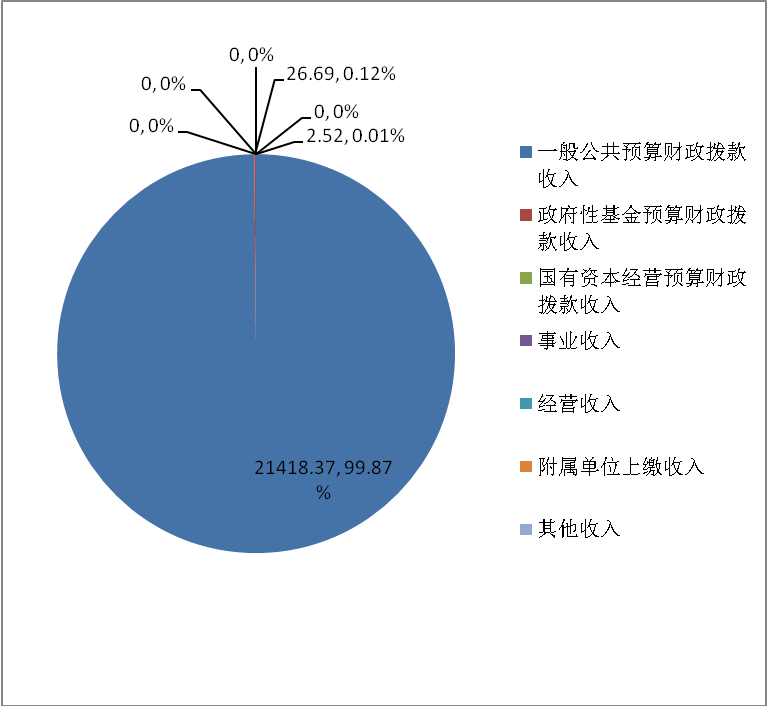 0, 0%
26.69, 0.12%
0, 0%
0, 0%
0, 0%
2.52, 0.01%
21418.37, 99.87
%
一般公共预算财政拨款
收入
政府性基金预算财政拨
款收入
国有资本经营预算财政
拨款收入
事业收入
经营收入
附属单位上缴收入
其他收入